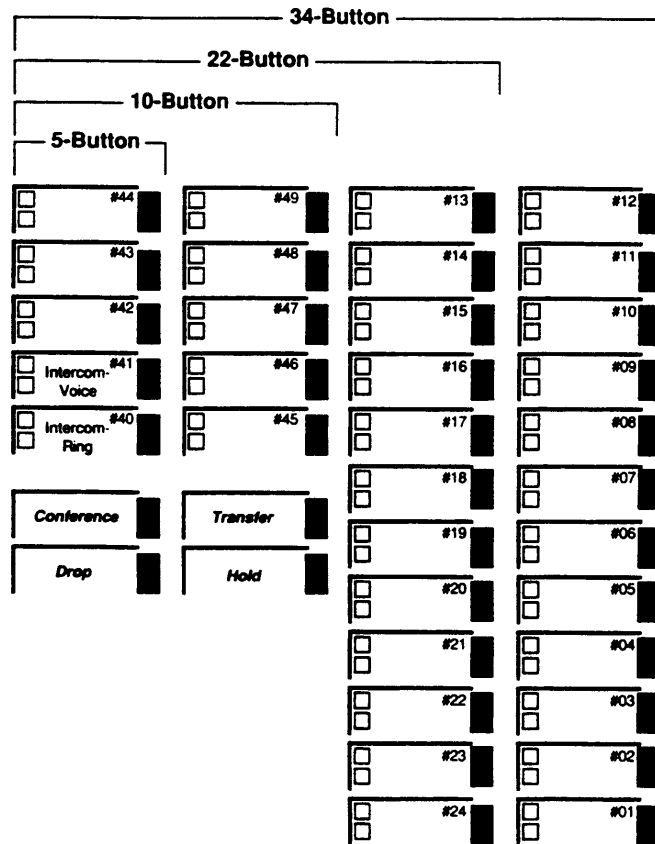 34-Button
22-Button
10-Button
5-Button
#44 #49 #13 #12
#43 #48 #14 #11
#42 #47 #15 #10
#41 #46 #16 #09
Intercom-
Voice
#40 #45 #17 #08
Intercom-
Ring
#18 #07
Conference Transfer
#19 #06
Drop Hold
#20 #05
#21 #04
#22 #03
#23 #02
#24 #01